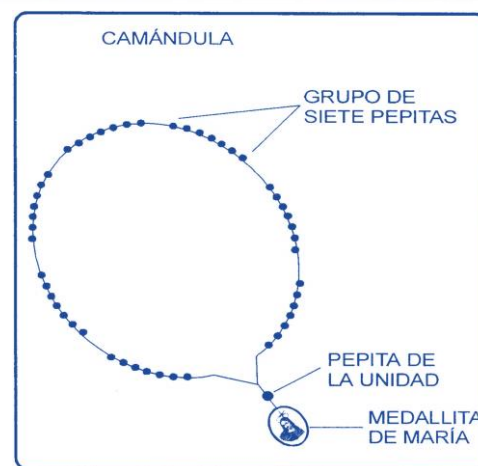 CAMÁNDULA
GRUPO DE
SIETE PEPITAS
PEPITA DE
LA UNIDAD
MEDALLITA
DE MARÍA